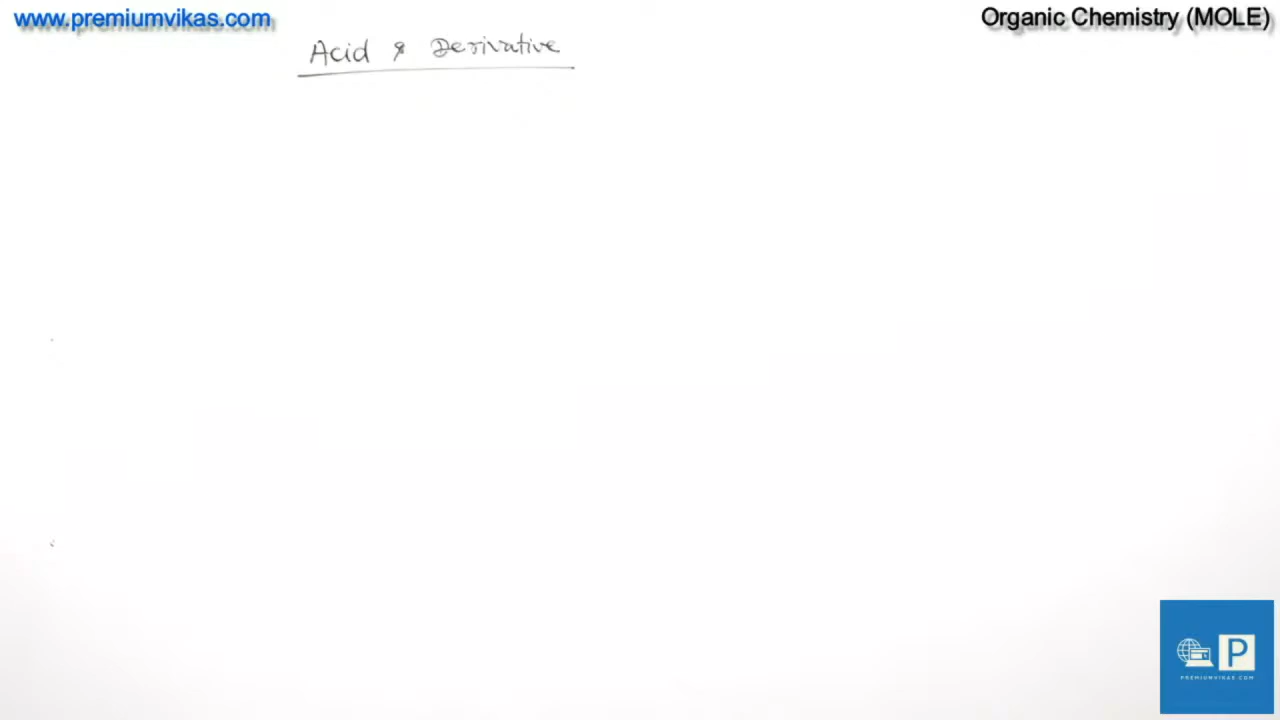 www.premiumvikas.com
Organic Chemistry (MOLE)
Acid & Derivative
P
PREMIUMVIKAS.COM